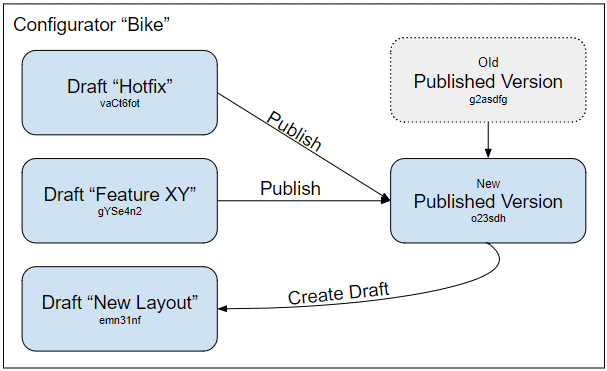 Configurator “Bike”
Draft “Hotfix”
vaCt6fot
Old
Published Version
g2asdfg
Publish
Draft “Feature XY”
gYSe4n2
Publish
New
Published Version
o23sdh
Draft “New Layout”
emn31nf
Create Draft